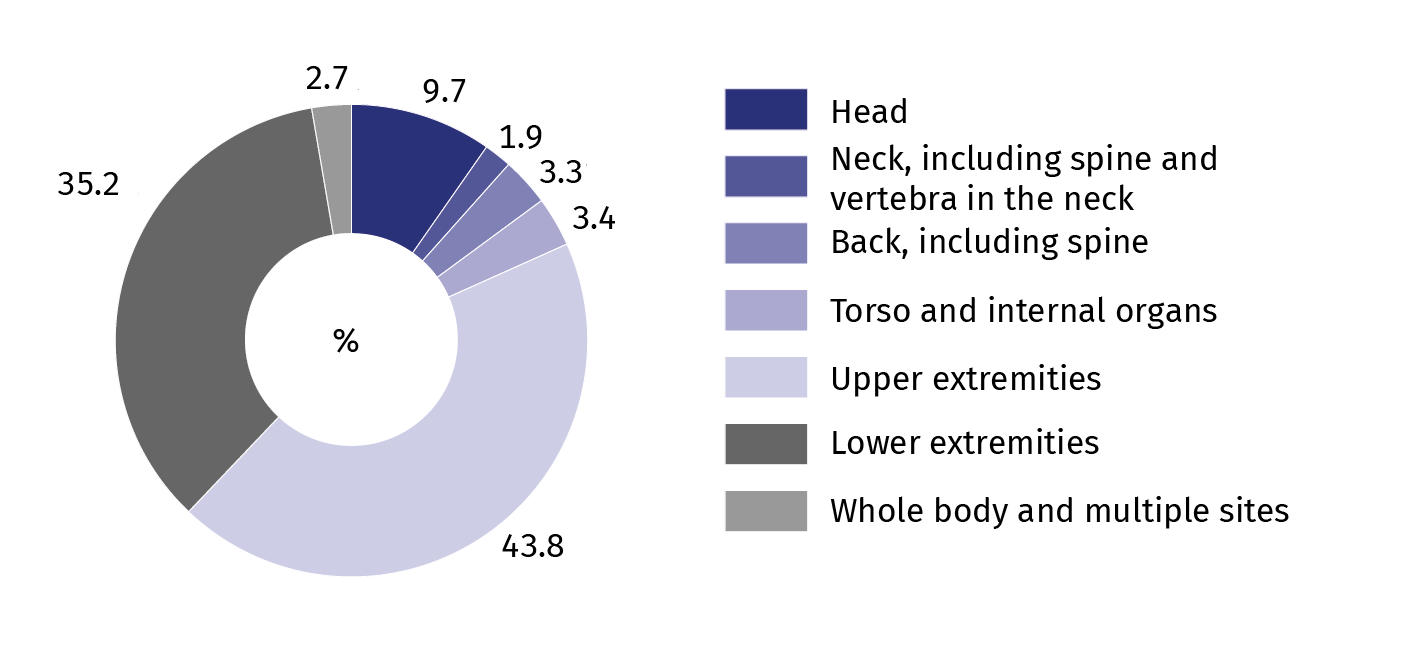 2.7
9.7
1.9
3.3
3.4
35.2
%
43.8
Head
Neck, including spine and
vertebra in the neck
Back, including spine
Torso and internal organs
Upper extremities
Lower extremities
Whole body and multiple sites